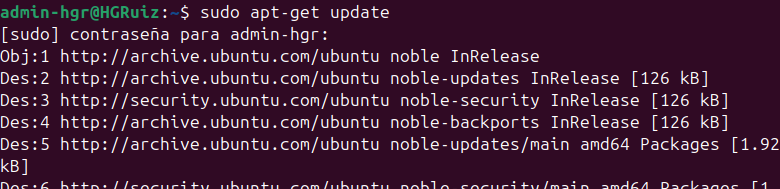 admin-hgr@HGRuiz:~$ sudo apt-get update
[sudo] contraseña para admin-hgr:
Obj:1 http://archive.ubuntu.com/ubuntu noble InRelease
Des:2 http://archive.ubuntu.com/ubuntu noble-updates InRelease [126 kB]
Des:3 http://security.ubuntu.com/ubuntu noble-security InRelease [126 kB]
Des:4 http://archive.ubuntu.com/ubuntu noble-backports InRelease [126 kB]
Des:5 http://archive.ubuntu.com/ubuntu noble-updates/main amd64 Packages [1.92
kB]
Des:6 http://security.ubuntu.com/ubuntu noble-security/main amd64 Packages [1.